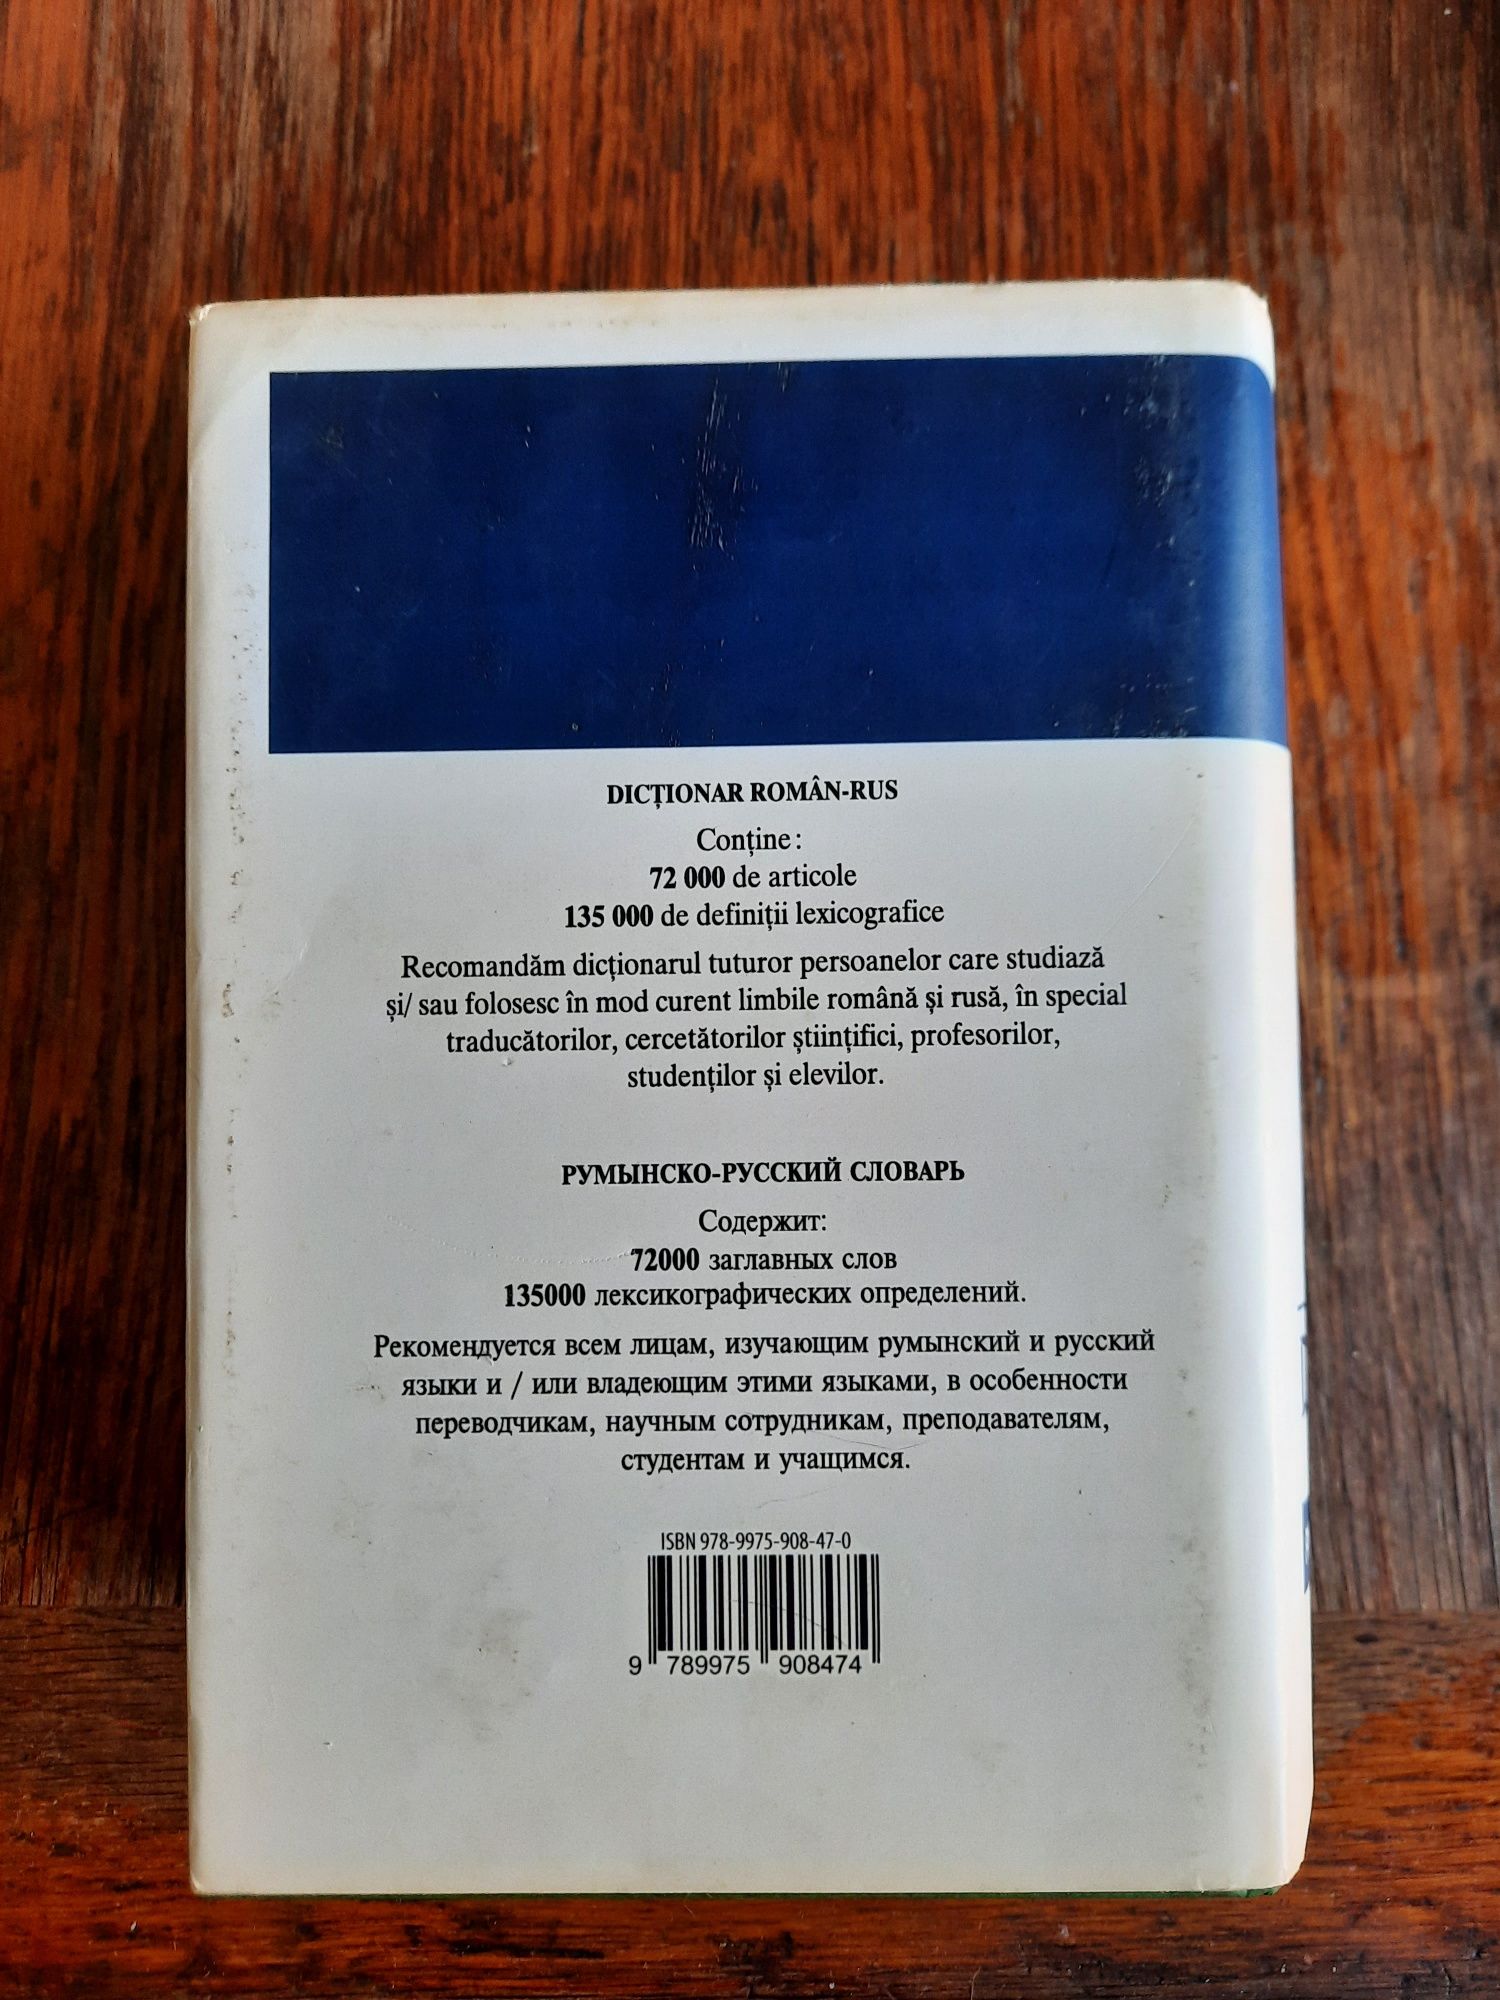 DICȚIONAR ROMÂN-RUS
Conține:
72 000 de articole
135 000 de definiții lexicografice
Recomandăm dicționarul tuturor persoanelor care studiază
și/ sau folosesc în mod curent limbile română și rusă, în special
traducătorilor, cercetătorilor științifici, profesorilor,
studenților și elevilor.
РУМЫНСКО-РУССКИЙ СЛОВАРЬ
Содержит:
72000 заглавных слов
135000 лексикографических определений.
Рекомендуется всем лицам, изучающим румынский и русский
языки и / или владеющим этими языками, в особенности
переводчикам, научным сотрудникам, преподавателям,
студентам и учащимся.
ISBN 978-9975-908-47-0
9 789975 908474